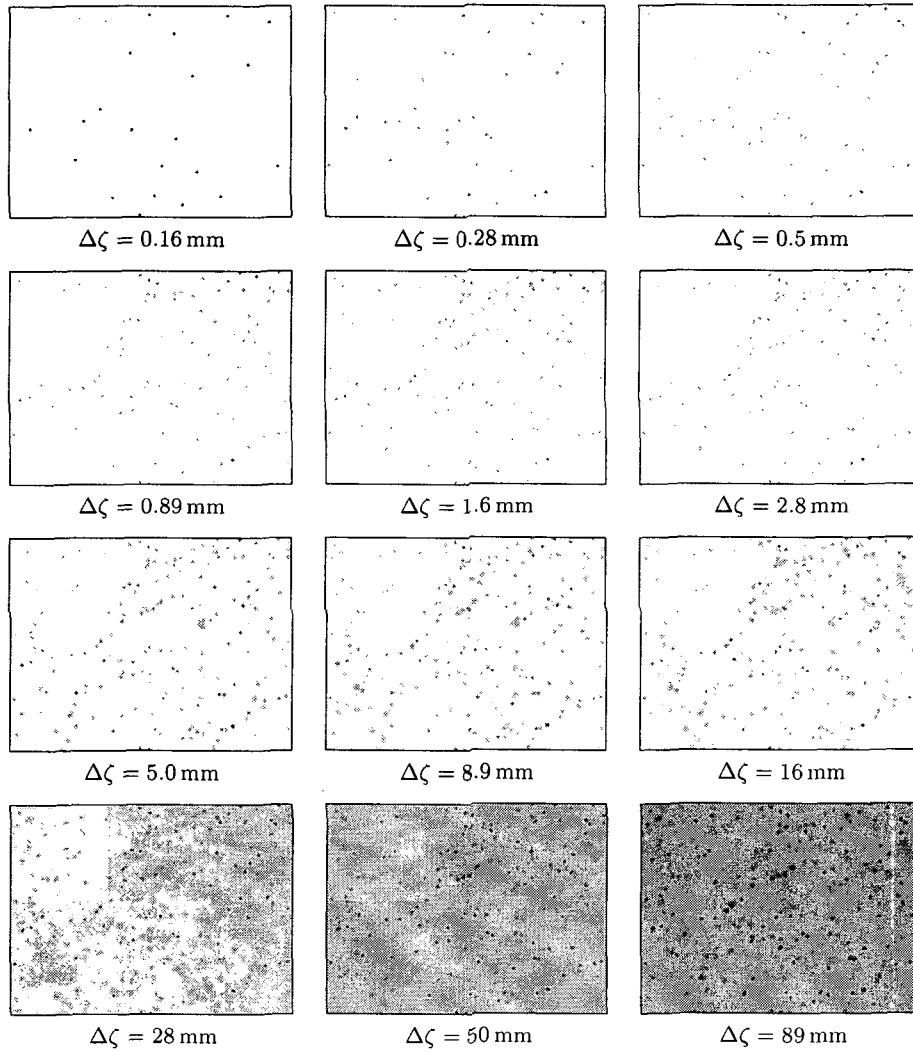 Δζ = 0.16 mm
Δζ = 0.28 mm
Δζ = 0.5 mm
Δζ = 0.89 mm
Δζ = 1.6 mm
Δζ = 2.8 mm
Δζ = 5.0 mm
Δζ = 8.9 mm
Δζ = 16 mm
Δζ = 28 mm
Δζ = 50 mm
Δζ = 89 mm